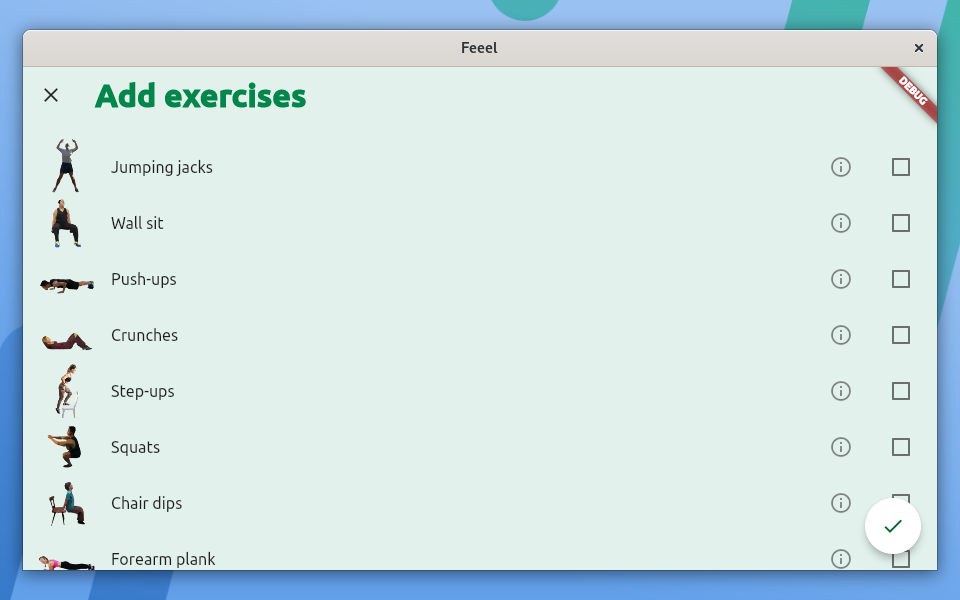 Feeel
Add exercises
DEBUG
Jumping jacks
Wall sit
Push-ups
Crunches
Step-ups
Squats
Chair dips
Forearm plank